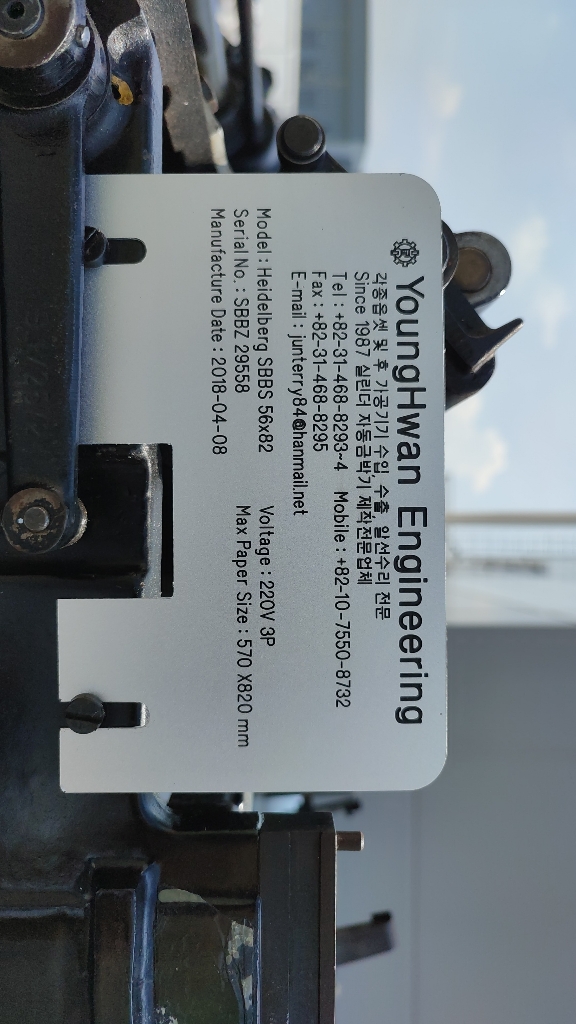 YoungHwan Engineering
각종옵셋 및 후 가공기기 수입, 수출, 일선수리 전문
Since 1987 실린더 자동금박기 제작전문업체
Tel : +82-31-468-8293-4 Mobile : +82-10-7550-8732
Fax : +82-31-468-8295
E-mail : junterry84@hanmail.net
Model : Heidelberg SBBS 56x82 Voltage : 220V 3P
Serial No. : SBBZ 29558 Max Paper Size : 570 X820 mm
Manufacture Date : 2018-04-08